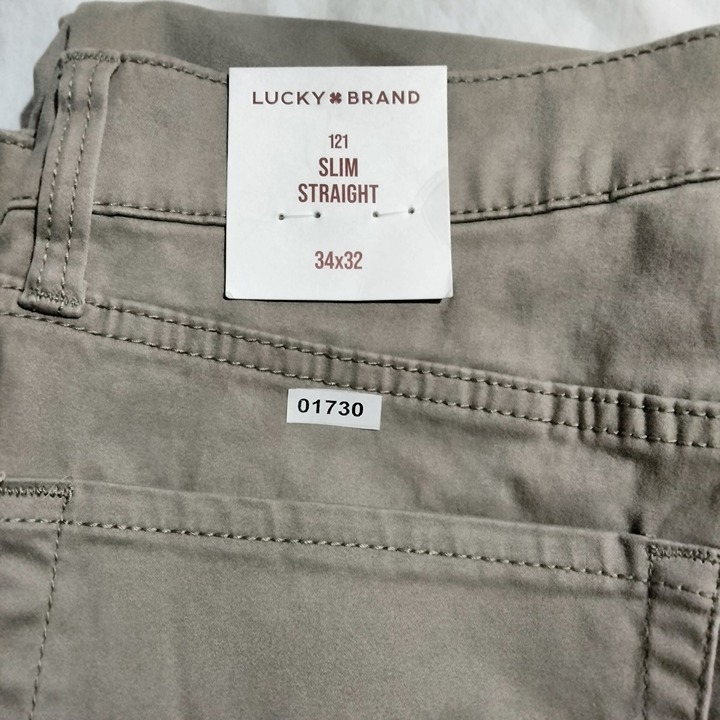 LUCKY BRAND
121
SLIM
STRAIGHT
34x32
01730